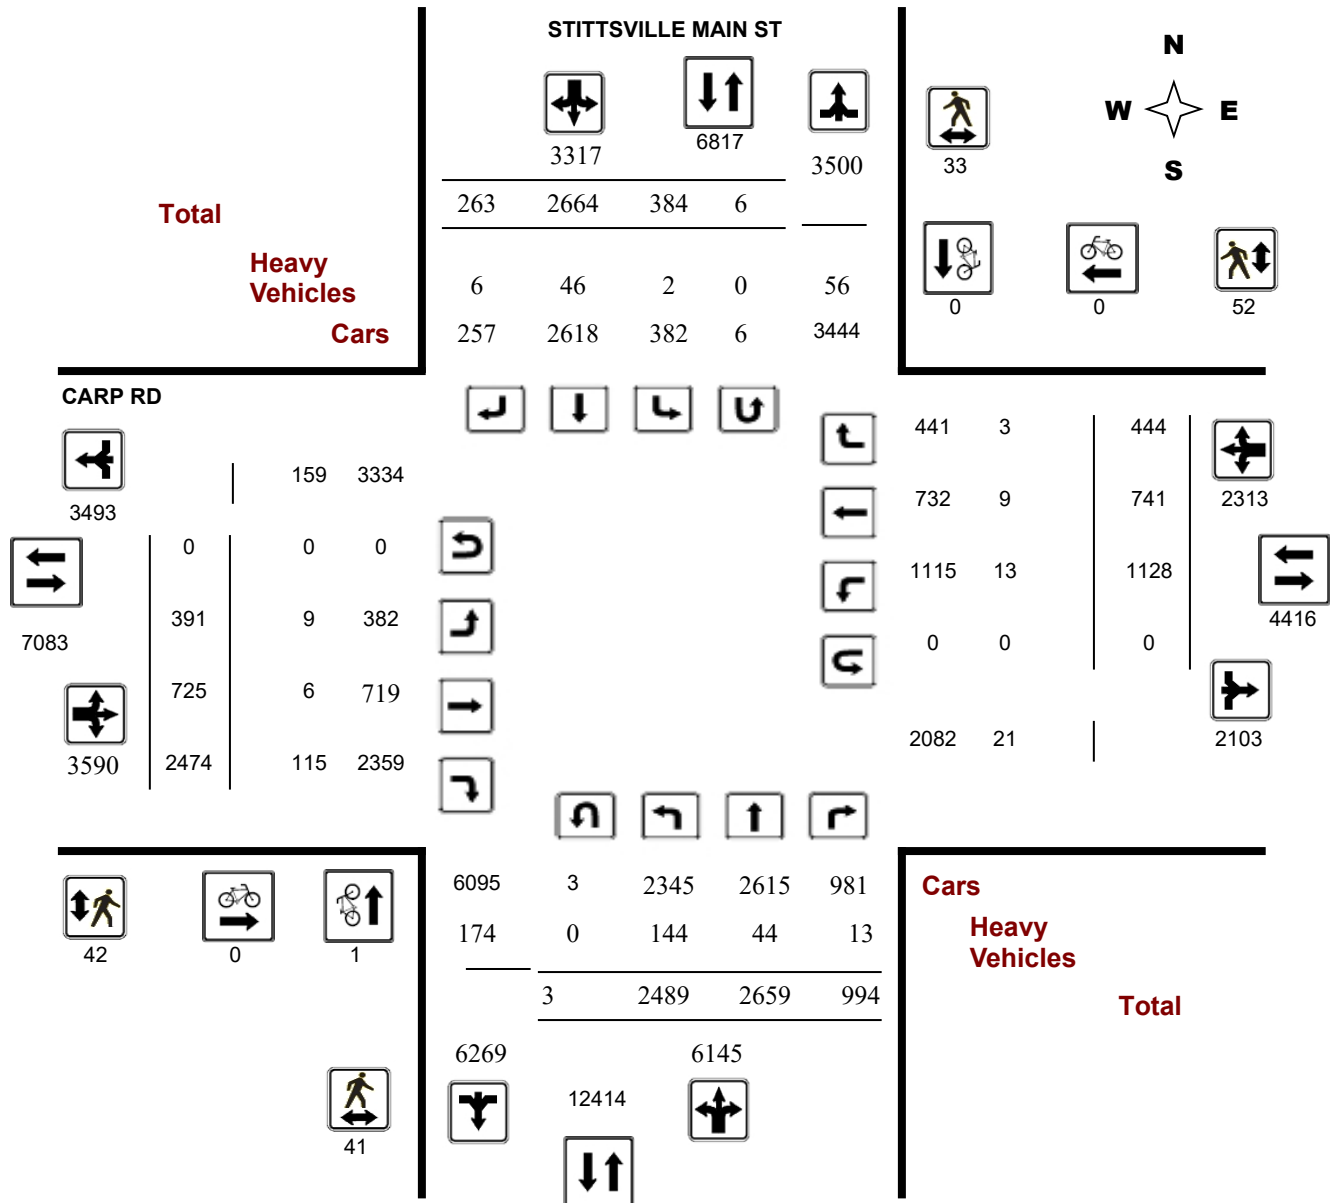 STITTSVILLE MAIN ST
N
W E
S
3317 6817 3500 33
Total 263 2664 384 6
Heavy
Vehicles 6 46 2 0 56
Cars 257 2618 382 6 3444
0 0 52
CARP RD
441 3 444
159 3334
3493
732 9 741 2313
0 0 0
1115 13 1128
391 9 382
4416
7083
0 0 0
725 6 719
2082 21 2103
3590 2474 115 2359
6095 3 2345 2615 981 Cars
174 0 144 44 13 Heavy
Vehicles
42 0 1
3 2489 2659 994 Total
6269 6145
12414
41